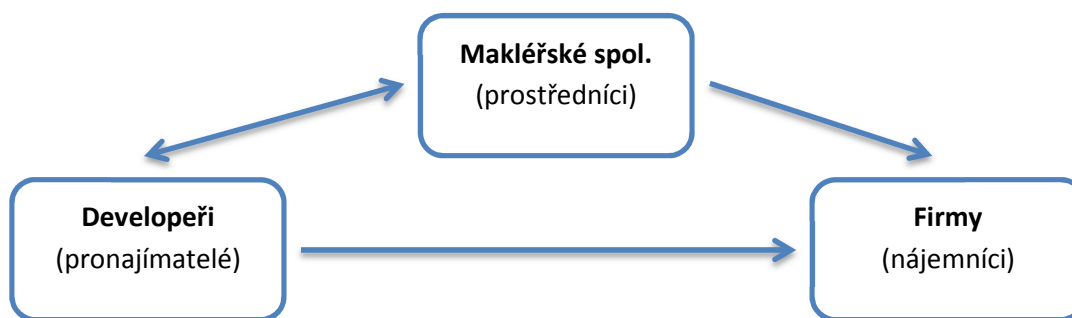 Makléřské spol.
(prostředníci)
Developeři
(pronajímatelé)
Firmy
(nájemníci)